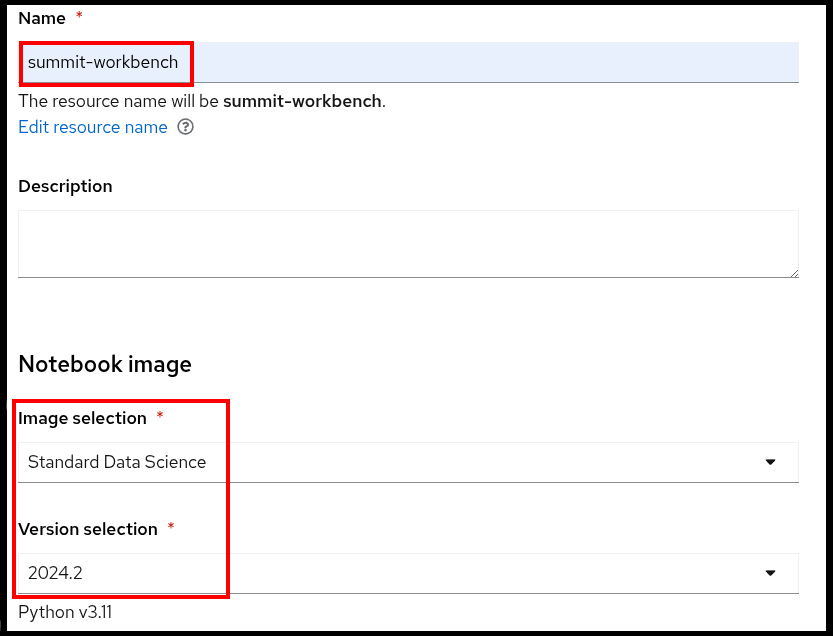 Name *
summit-workbench
The resource name will be summit-workbench.
Edit resource name
Description
Notebook image
Image selection *
Standard Data Science
Version selection *
2024.2
Python v3.11